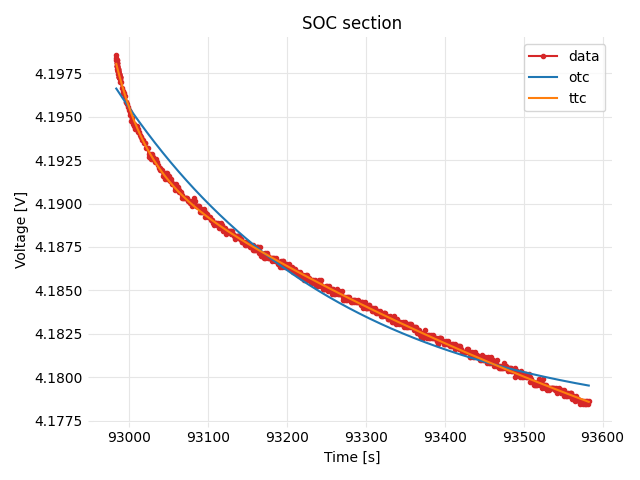 SOC section
data
otc
ttc
4.1975
4.1950
4.1925
4.1900
4.1875
4.1850
4.1825
4.1800
4.1775
Voltage [V]
93000 93100 93200 93300 93400 93500 93600
Time [s]